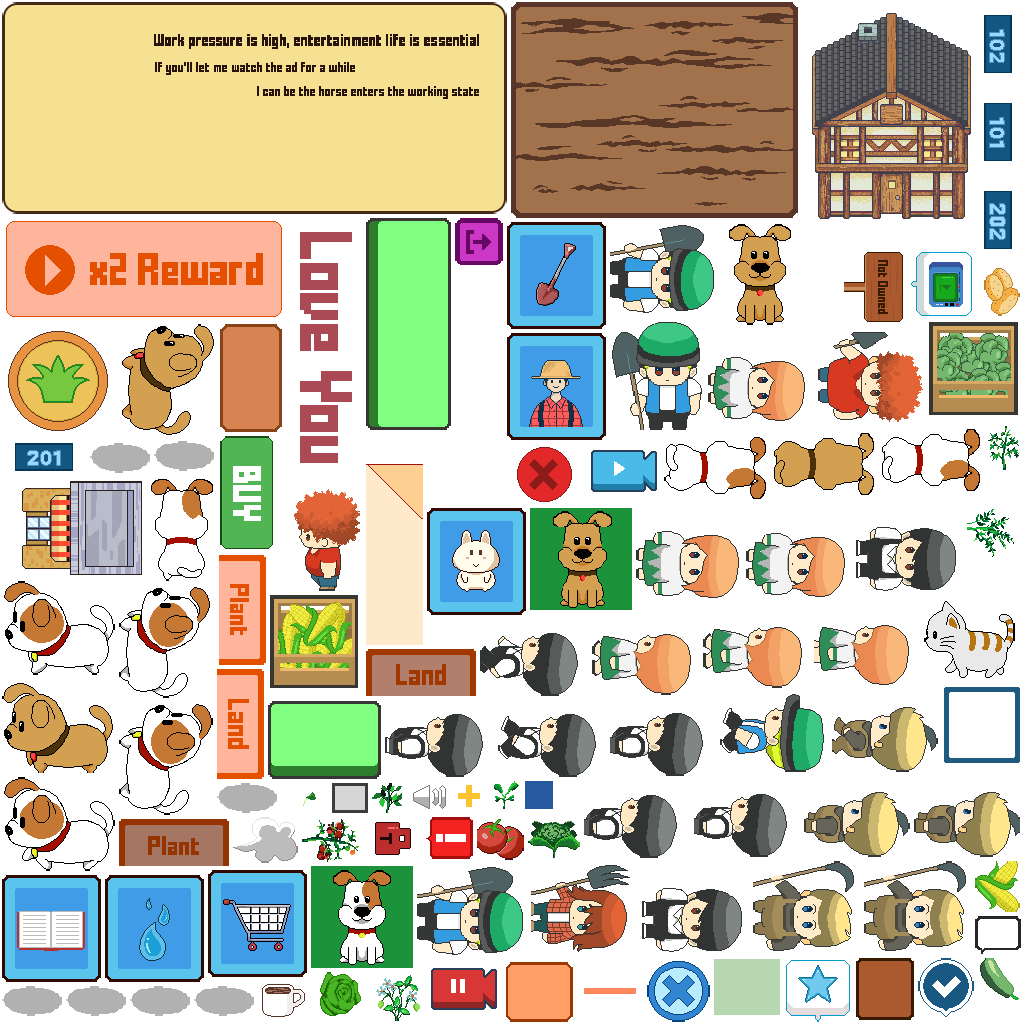 Work pressure is high, entertainment life is essential
If you'll let me watch the ad for a while
I can be the horse enters the working state
102
101
202
x2 Reward
Love You
Not Owned
201
BUY
Plant
Land
Land
Plant